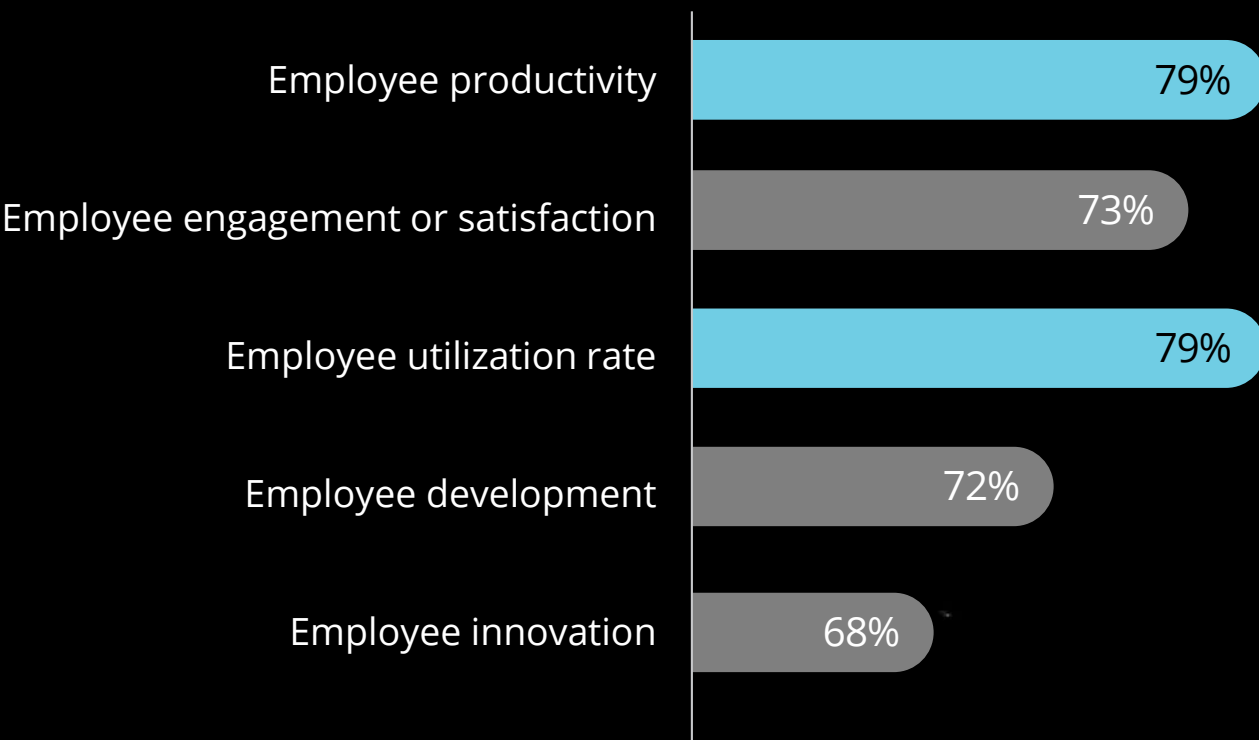 Employee productivity 79%
Employee engagement or satisfaction 73%
Employee utilization rate 79%
Employee development 72%
Employee innovation 68%